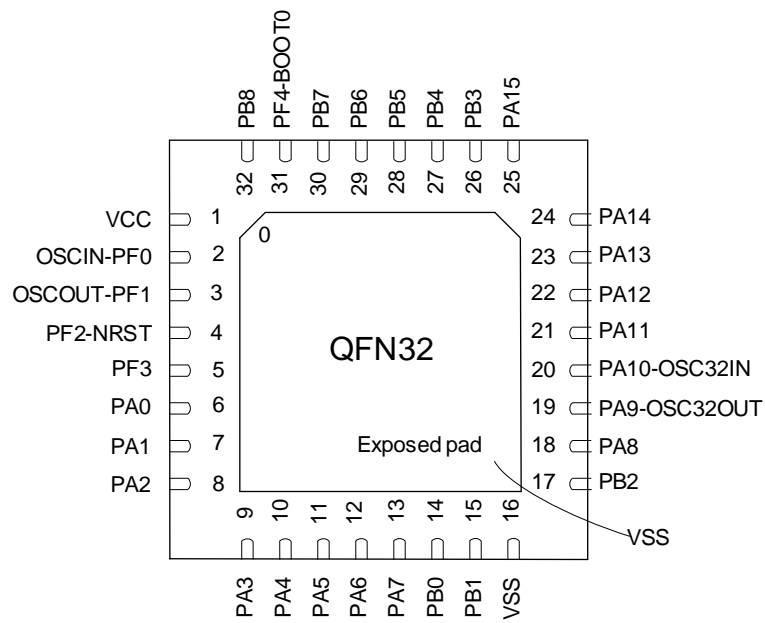 PB8 PF4-BOOT0 PB7 PB6 PB5 PB4 PB3 PA15
32 31 30 29 28 27 26 25
VCC 1
OSCIN-PF0 2
OSCOUT-PF1 3
PF2-NRST 4
PF3 5
PA0 6
PA1 7
PA2 8
0
QFN32
Exposed pad
24 PA14
23 PA13
22 PA12
21 PA11
20 PA10-OSC32IN
19 PA9-OSC32OUT
18 PA8
17 PB2
VSS
9 10 11 12 13 14 15 16
PA3 PA4 PA5 PA6 PA7 PB0 PB1 VSS